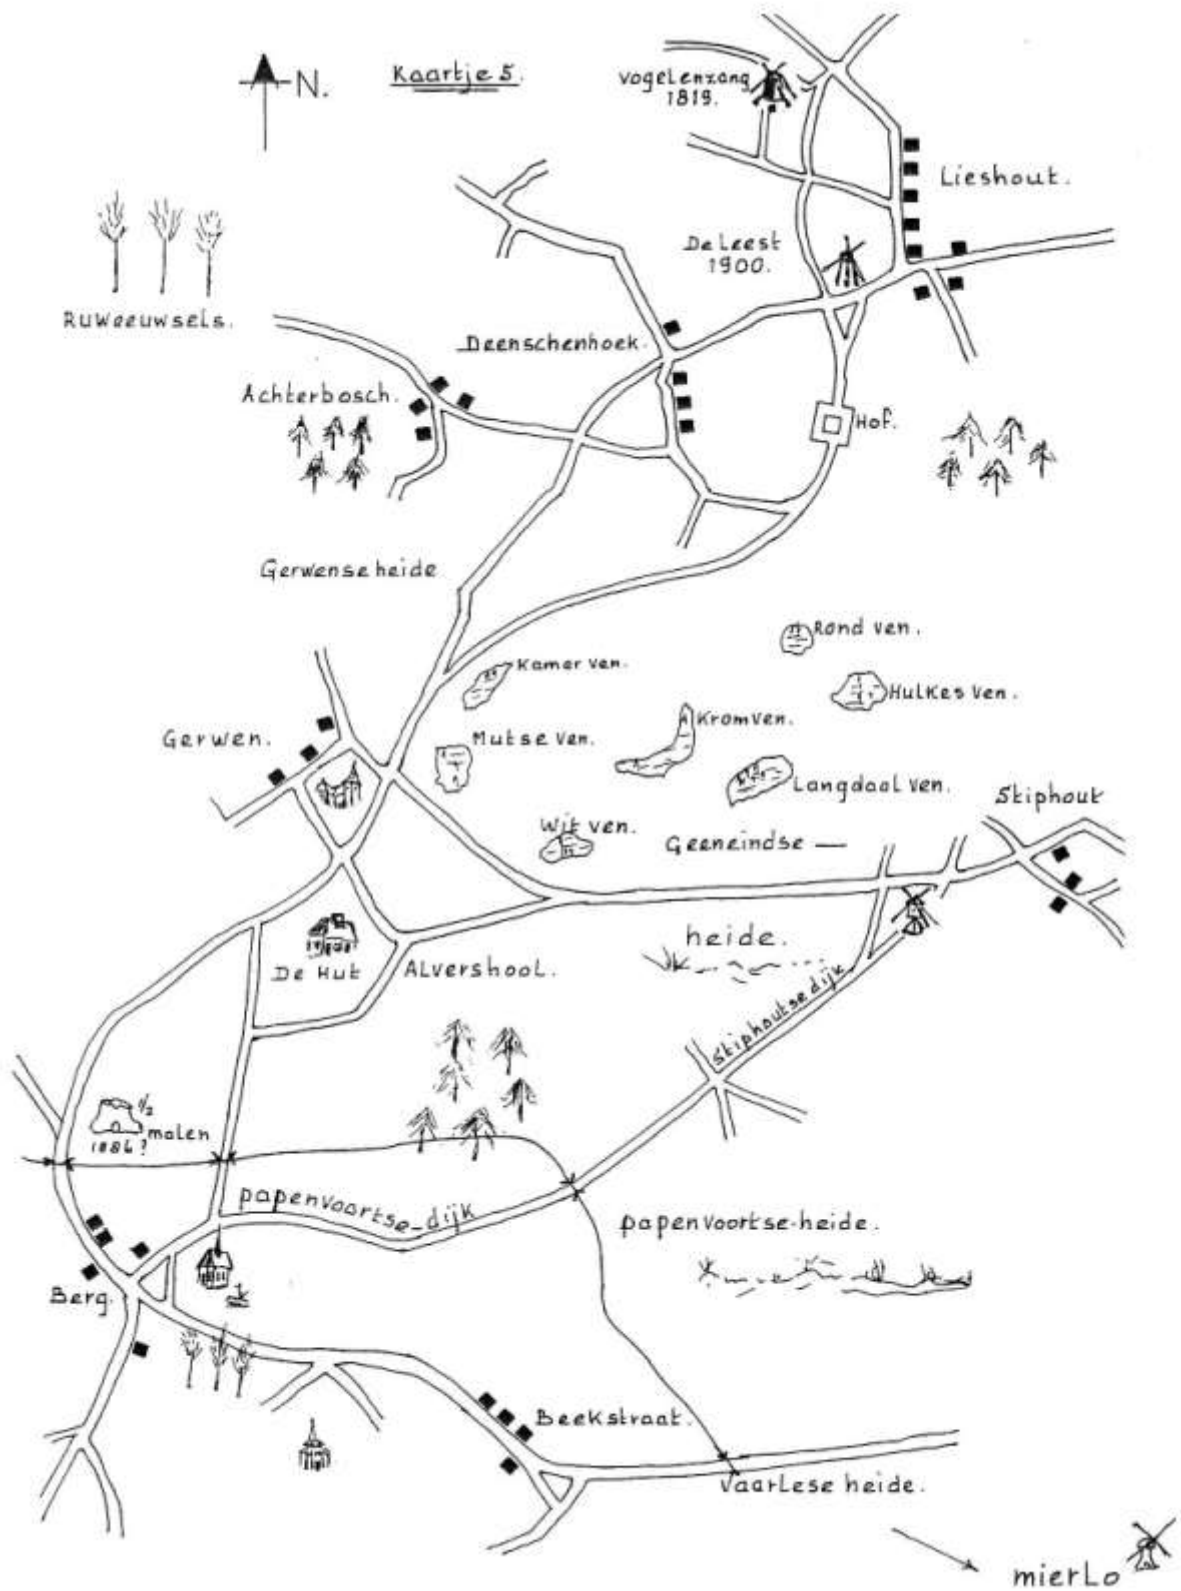 N.
Kaartje 5.
Vogelenzang
1819.
Lieshout.
De Leest
1900.
Ruweeuwsels.
Deenschenhoek.
Achterbosch.
Hof.
Gerwenseheide
Rond ven.
Kamer ven.
Hulkes ven.
Kromven.
Gerwen.
Mutse ven.
Langdaal ven.
Stiphout
Wit ven.
Geeneindse —
heide.
De Hut
Alvershool.
Stiphoutse dijk
1/2
molen
papenvoortse-dijk
papenvoortse-heide.
Berg.
Beekstraat.
Vaarlese heide.
mierlo